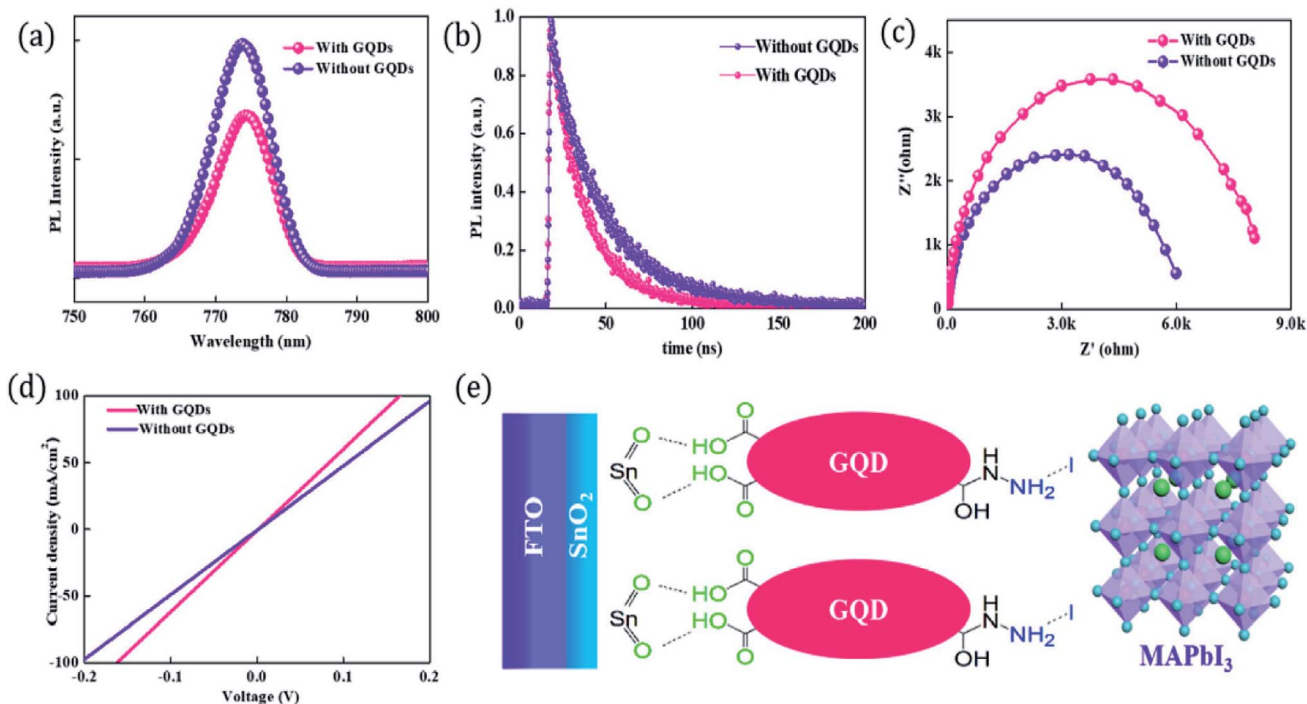 (a)
With GQDs
Without GQDs
PL Intensity (a.u.)
750 760 770 780 790 800
Wavelength (nm)
(b)
1.0
0.8
0.6
0.4
0.2
0.0
Without GQDs
With GQDs
PL intensity (a.u.)
0 50 100 150 200
time (ns)
(c)
4k
3k
2k
1k
0
With GQDs
Without GQDs
Z''(ohm)
0.0 3.0k 6.0k 9.0k
Z' (ohm)
(d)
100
50
0
-50
-100
With GQDs
Without GQDs
Current density (mA/cm²)
-0.2 -0.1 0.0 0.1 0.2
Voltage (V)
(e)
FTO
SnO₂
O
Sn
O
O
HO
HO
O
GQD
H
N
NH₂
I
OH
O
Sn
O
O
HO
HO
O
GQD
H
N
NH₂
I
OH
MAPbI₃